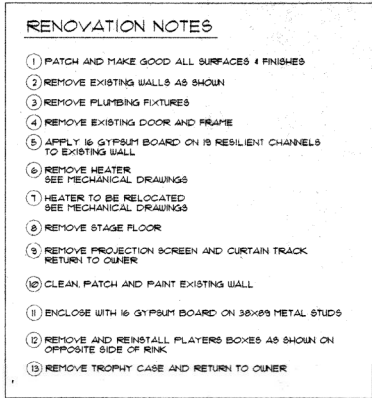 RENOVATION NOTES
1 PATCH AND MAKE GOOD ALL SURFACES & FINISHES
2 REMOVE EXISTING WALLS AS SHOWN
3 REMOVE PLUMBING FIXTURES
4 REMOVE EXISTING DOOR AND FRAME
5 APPLY 16 GYPSUM BOARD ON 19 RESILIENT CHANNELS
TO EXISTING WALL
6 REMOVE HEATER
SEE MECHANICAL DRAWINGS
7 HEATER TO BE RELOCATED
SEE MECHANICAL DRAWINGS
8 REMOVE STAGE FLOOR
9 REMOVE PROJECTION SCREEN AND CURTAIN TRACK
RETURN TO OWNER
10 CLEAN, PATCH AND PAINT EXISTING WALL
11 ENCLOSE WITH 16 GYPSUM BOARD ON 38X89 METAL STUDS
12 REMOVE AND REINSTALL PLAYERS BOXES AS SHOWN ON
OPPOSITE SIDE OF RINK
13 REMOVE TROPHY CASE AND RETURN TO OWNER